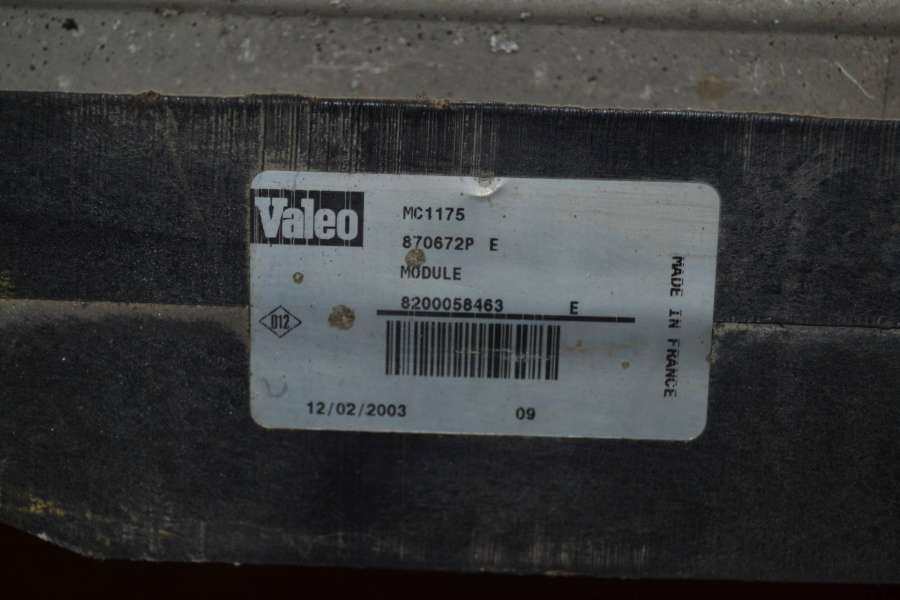 Valeo
MC1175
870672P E
MODULE
8200058463 E
D12
12/02/2003 09
MADE IN FRANCE